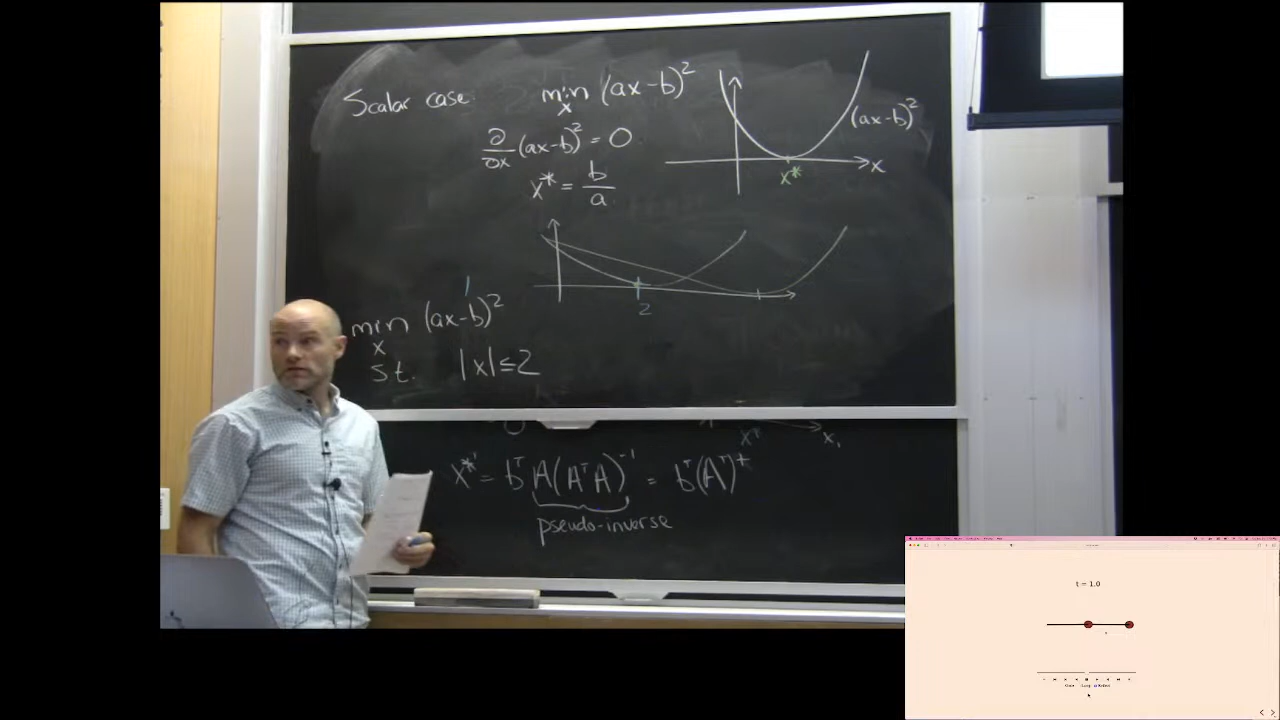 Scalar case.
min (ax-b)²
x
∂/∂x (ax-b)² = 0
x* = b/a
(ax-b)²
x
x*
2
min (ax-b)²
x
s.t. |x| ≤ 2
x₁
x*' = bᵀA(AᵀA)⁻¹ = bᵀ(Aᵀ)⁺
pseudo-inverse
t = 1.0